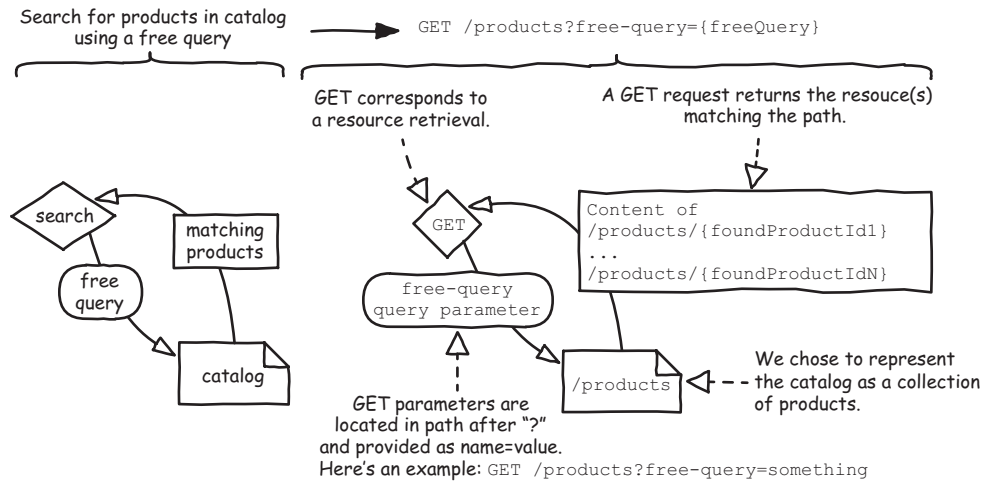 Search for products in catalog
using a free query
GET /products?free-query={freeQuery}
GET corresponds to
a resource retrieval.
A GET request returns the resouce(s)
matching the path.
search
matching
products
free
query
catalog
GET
Content of
/products/{foundProductId1}
...
/products/{foundProductIdN}
free-query
query parameter
/products
We chose to represent
the catalog as a collection
of products.
GET parameters are
located in path after “?”
and provided as name=value.
Here's an example: GET /products?free-query=something